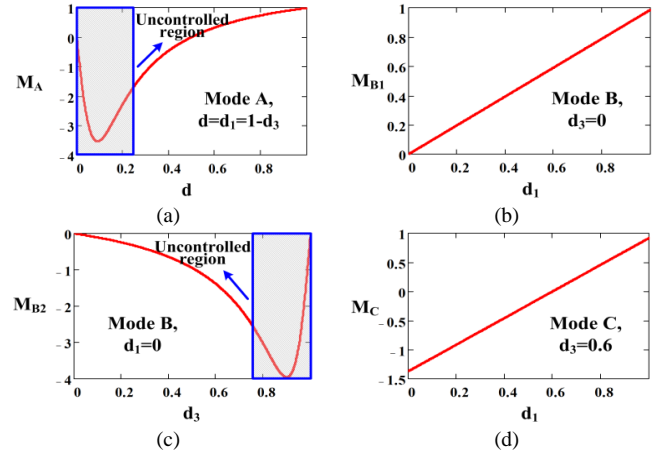 1
0
-1
-2
-3
-4
M_A
Uncontrolled
region
Mode A,
d=d₁=1-d₃
0 0.2 0.4 0.6 0.8
d
(a)
1
0.8
0.6
0.4
0.2
0
M_B1
Mode B,
d₃=0
0 0.2 0.4 0.6 0.8
d₁
(b)
0
-1
-2
-3
-4
M_B2
Uncontrolled
region
Mode B,
d₁=0
0 0.2 0.4 0.6 0.8
d₃
(c)
1
0.5
0
-0.5
-1
-1.5
M_C
Mode C,
d₃=0.6
0 0.2 0.4 0.6 0.8
d₁
(d)